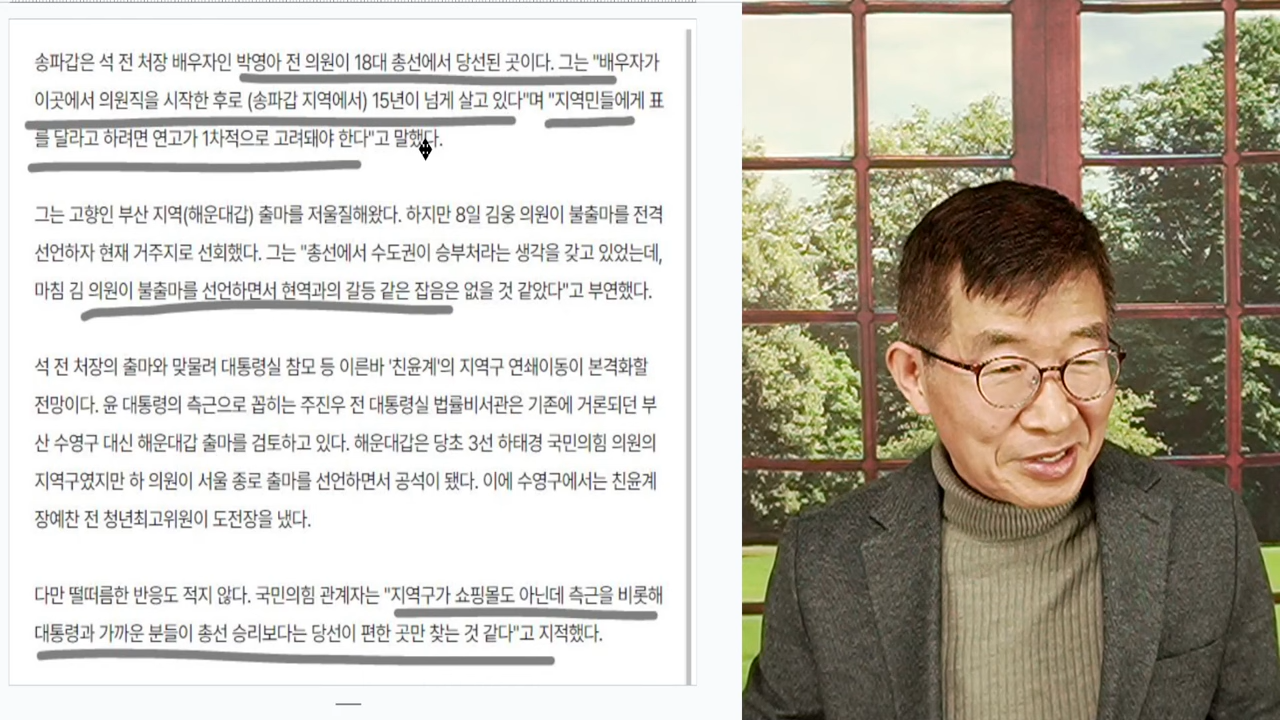 송파갑은 석 전 처장 배우자인 박영아 전 의원이 18대 총선에서 당선된 곳이다. 그는 "배우자가
이곳에서 의원직을 시작한 후로 (송파갑 지역에서) 15년이 넘게 살고 있다"며 "지역민들에게 표
를 달라고 하려면 연고가 1차적으로 고려돼야 한다"고 말했다.
그는 고향인 부산 지역(해운대갑) 출마를 저울질해왔다. 하지만 8일 김웅 의원이 불출마를 전격
선언하자 현재 거주지로 선회했다. 그는 "총선에서 수도권이 승부처라는 생각을 갖고 있었는데,
마침 김 의원이 불출마를 선언하면서 현역과의 갈등 같은 잡음은 없을 것 같았다"고 부연했다.
석 전 처장의 출마와 맞물려 대통령실 참모 등 이른바 '친윤계'의 지역구 연쇄이동이 본격화할
전망이다. 윤 대통령의 측근으로 꼽히는 주진우 전 대통령실 법률비서관은 기존에 거론되던 부
산 수영구 대신 해운대갑 출마를 검토하고 있다. 해운대갑은 당초 3선 하태경 국민의힘 의원의
지역구였지만 하 의원이 서울 종로 출마를 선언하면서 공석이 됐다. 이에 수영구에서는 친윤계
장예찬 전 청년최고위원이 도전장을 냈다.
다만 떨떠름한 반응도 적지 않다. 국민의힘 관계자는 "지역구가 쇼핑몰도 아닌데 측근을 비롯해
대통령과 가까운 분들이 총선 승리보다는 당선이 편한 곳만 찾는 것 같다"고 지적했다.